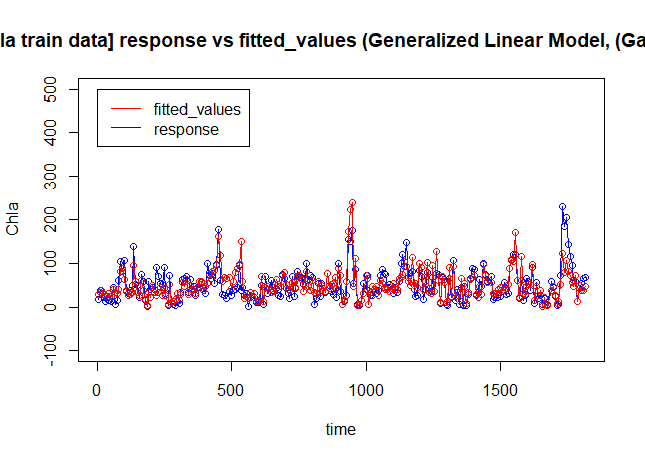 la train data] response vs fitted_values (Generalized Linear Model, (Ga
fitted_values
response
Chla
-100 0 100 200 300 400 500
0 500 1000 1500
time